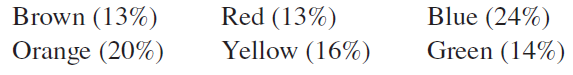 Brown (13%) Red (13%) Blue (24%)
Orange (20%) Yellow (16%) Green (14%)